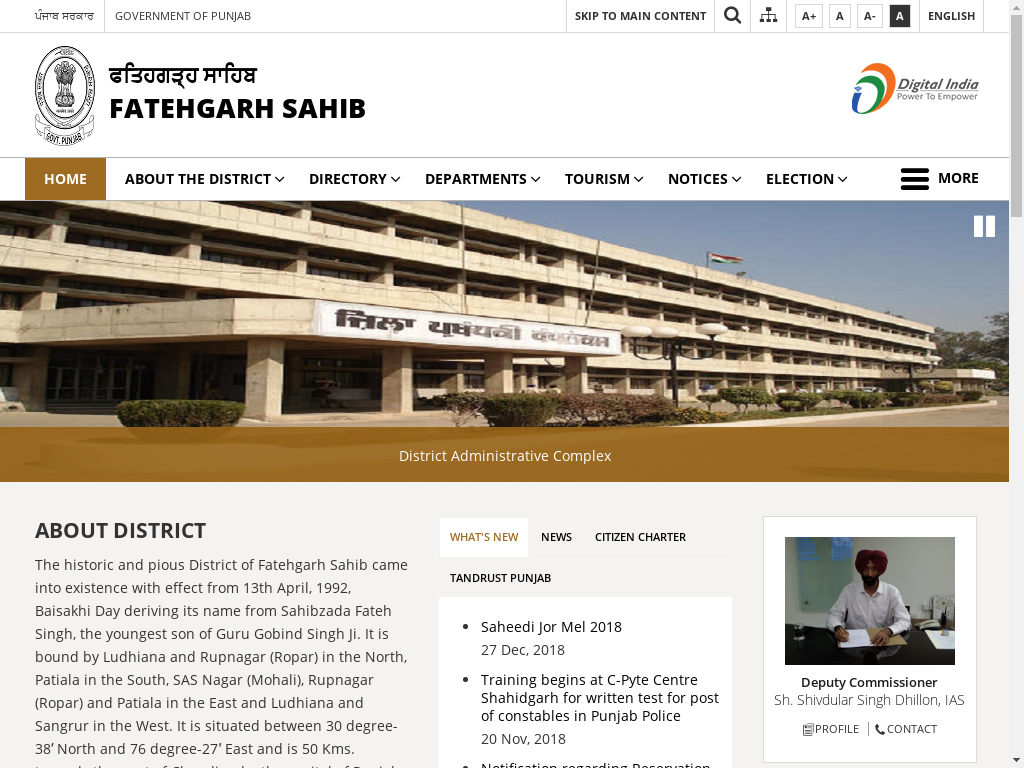 ਪੰਜਾਬ ਸਰਕਾਰ
GOVERNMENT OF PUNJAB
SKIP TO MAIN CONTENT
A+
A
A-
A
ENGLISH
GOVT. PUNJAB
ਫਤਿਹਗੜ੍ਹ ਸਾਹਿਬ
FATEHGARH SAHIB
Digital India
Power To Empower
HOME
ABOUT THE DISTRICT
DIRECTORY
DEPARTMENTS
TOURISM
NOTICES
ELECTION
MORE
ਜ਼ਿਲਾ ਪ੍ਰਬੰਧਕੀ ਕੰਪਲੈਕਸ
District Administrative Complex
ABOUT DISTRICT
The historic and pious District of Fatehgarh Sahib came
into existence with effect from 13th April, 1992,
Baisakhi Day deriving its name from Sahibzada Fateh
Singh, the youngest son of Guru Gobind Singh Ji. It is
bound by Ludhiana and Rupnagar (Ropar) in the North,
Patiala in the South, SAS Nagar (Mohali), Rupnagar
(Ropar) and Patiala in the East and Ludhiana and
Sangrur in the West. It is situated between 30 degree-
38′ North and 76 degree-27′ East and is 50 Kms.
WHAT'S NEW
NEWS
CITIZEN CHARTER
TANDRUST PUNJAB
Saheedi Jor Mel 2018
27 Dec, 2018
Training begins at C-Pyte Centre
Shahidgarh for written test for post
of constables in Punjab Police
20 Nov, 2018
Notification regarding Reservation
Deputy Commissioner
Sh. Shivdular Singh Dhillon, IAS
PROFILE
CONTACT